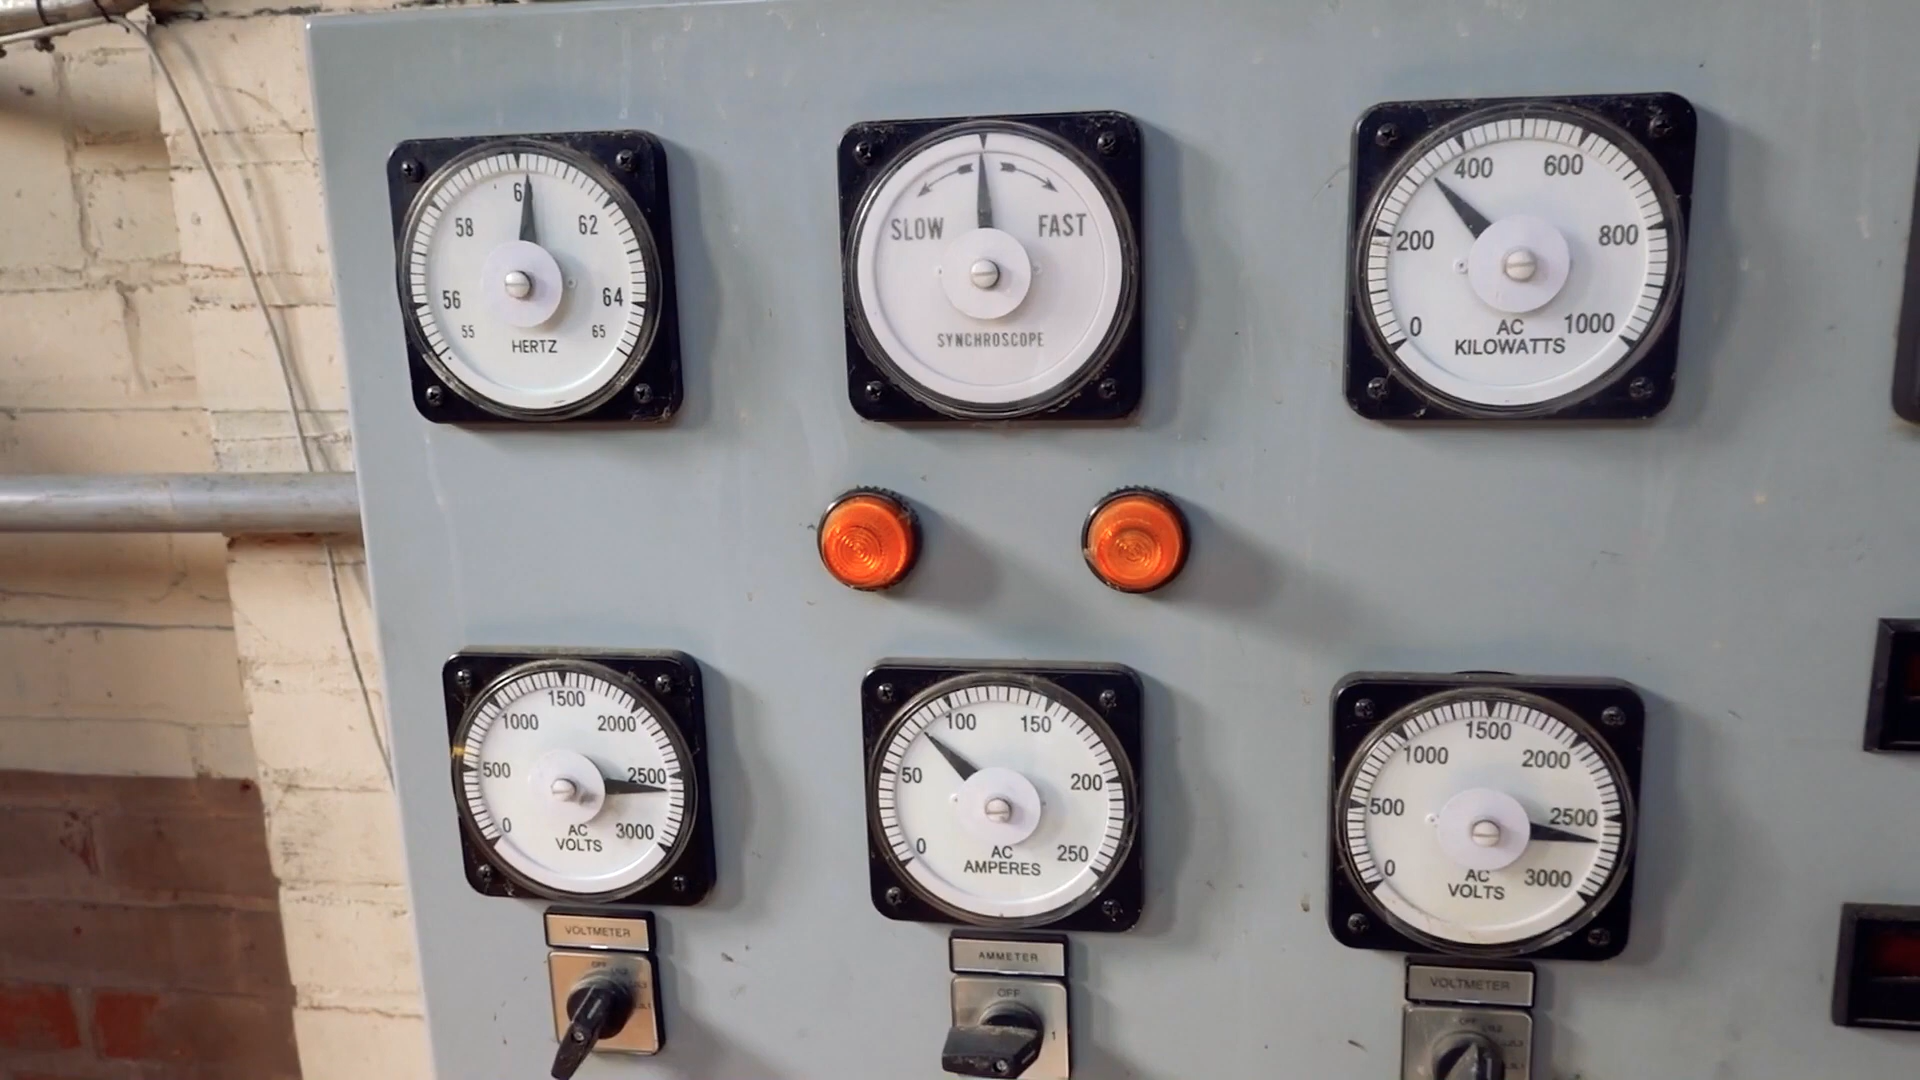 58
62
56
64
55
65
HERTZ
SLOW
FAST
SYNCHROSCOPE
400
600
200
800
0
1000
AC
KILOWATTS
1500
1000
2000
500
2500
0
3000
AC
VOLTS
100
150
50
200
0
250
AC
AMPERES
1500
1000
2000
500
2500
0
3000
AC
VOLTS
VOLTMETER
OFF
AMMETER
OFF
1
VOLTMETER
OFF